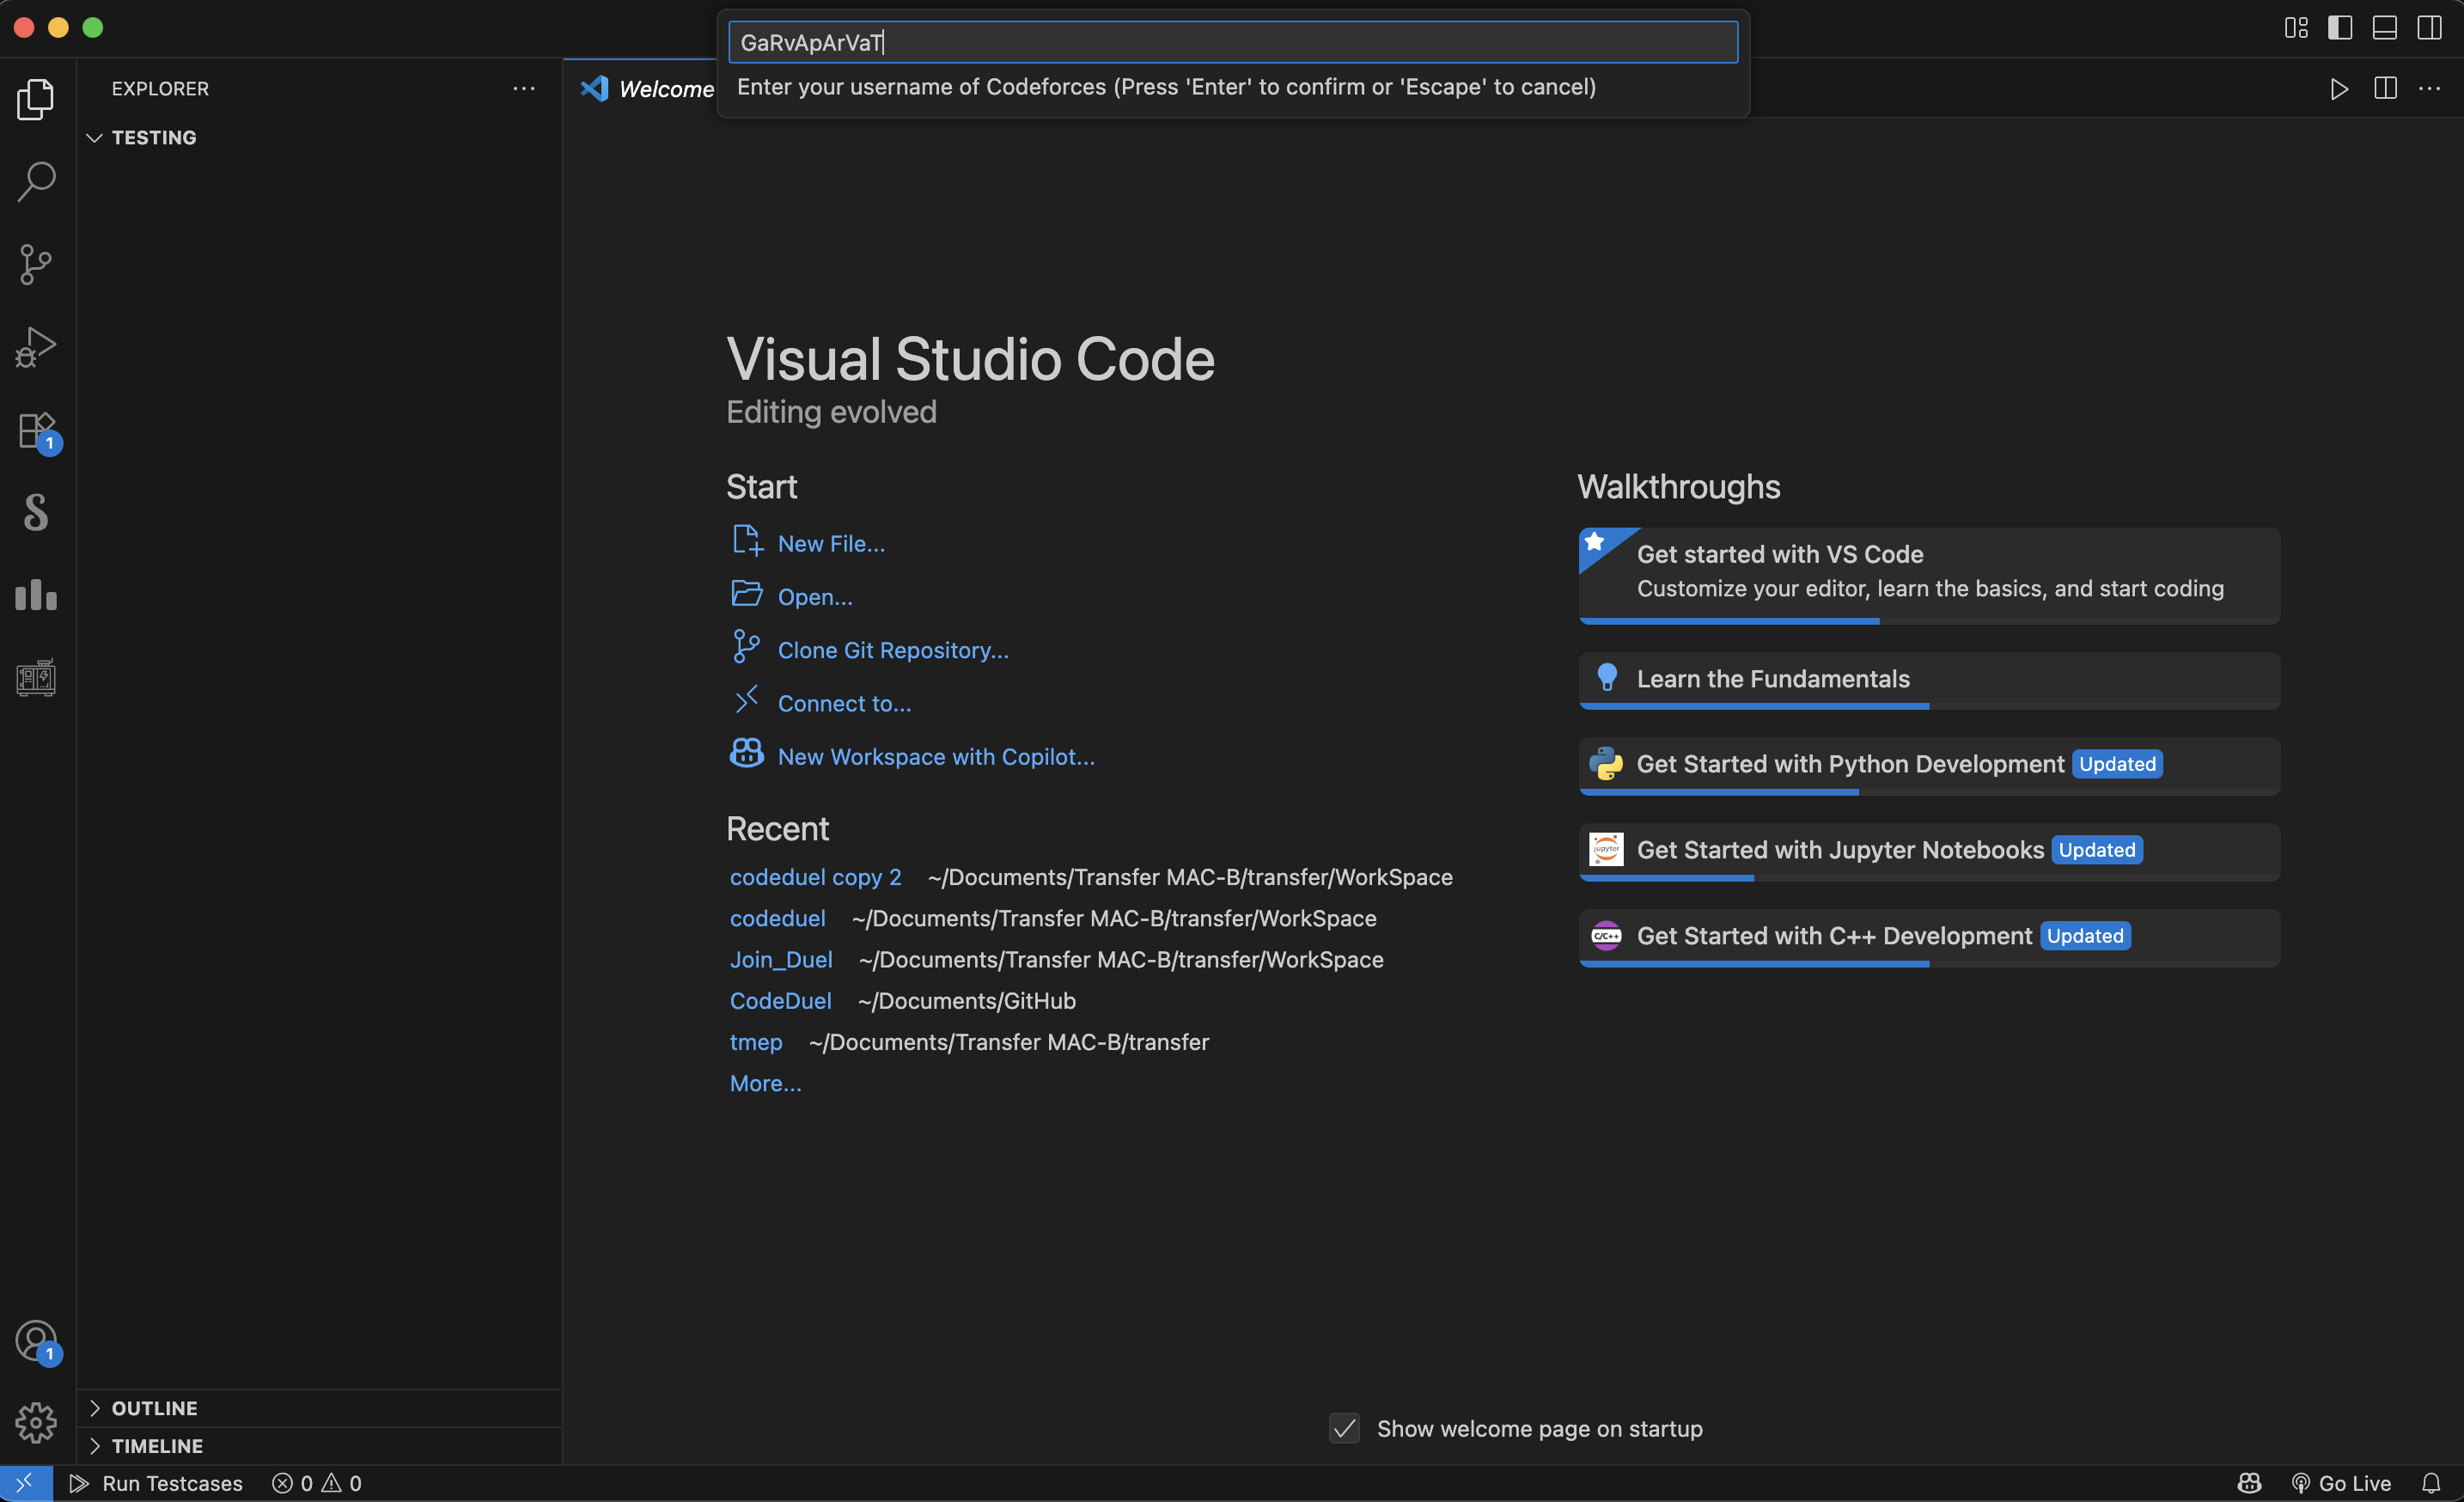 GaRvApArVaT
Enter your username of Codeforces (Press 'Enter' to confirm or 'Escape' to cancel)
EXPLORER
Welcome
TESTING
1
Visual Studio Code
Editing evolved
Start
New File...
Open...
Clone Git Repository...
Connect to...
New Workspace with Copilot...
Recent
codeduel copy 2 ~/Documents/Transfer MAC-B/transfer/WorkSpace
codeduel ~/Documents/Transfer MAC-B/transfer/WorkSpace
Join_Duel ~/Documents/Transfer MAC-B/transfer/WorkSpace
CodeDuel ~/Documents/GitHub
tmep ~/Documents/Transfer MAC-B/transfer
More...
Walkthroughs
Get started with VS Code
Customize your editor, learn the basics, and start coding
Learn the Fundamentals
Get Started with Python Development Updated
jupyter
Get Started with Jupyter Notebooks Updated
C/C++
Get Started with C++ Development Updated
1
OUTLINE
TIMELINE
Show welcome page on startup
Run Testcases 0 0
Go Live